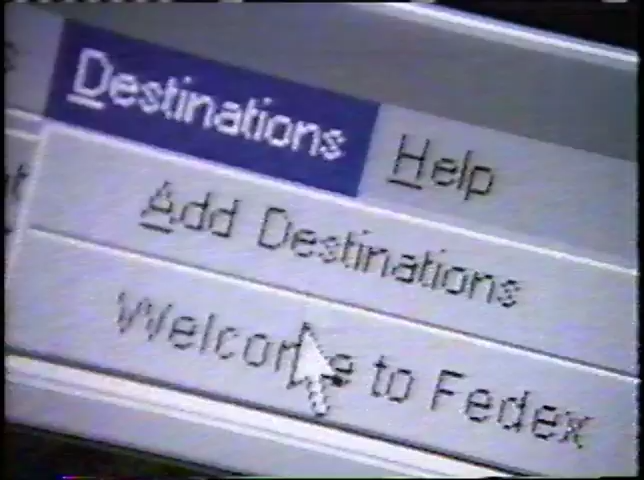 Destinations Help
Add Destinations
Welcome to Fedex